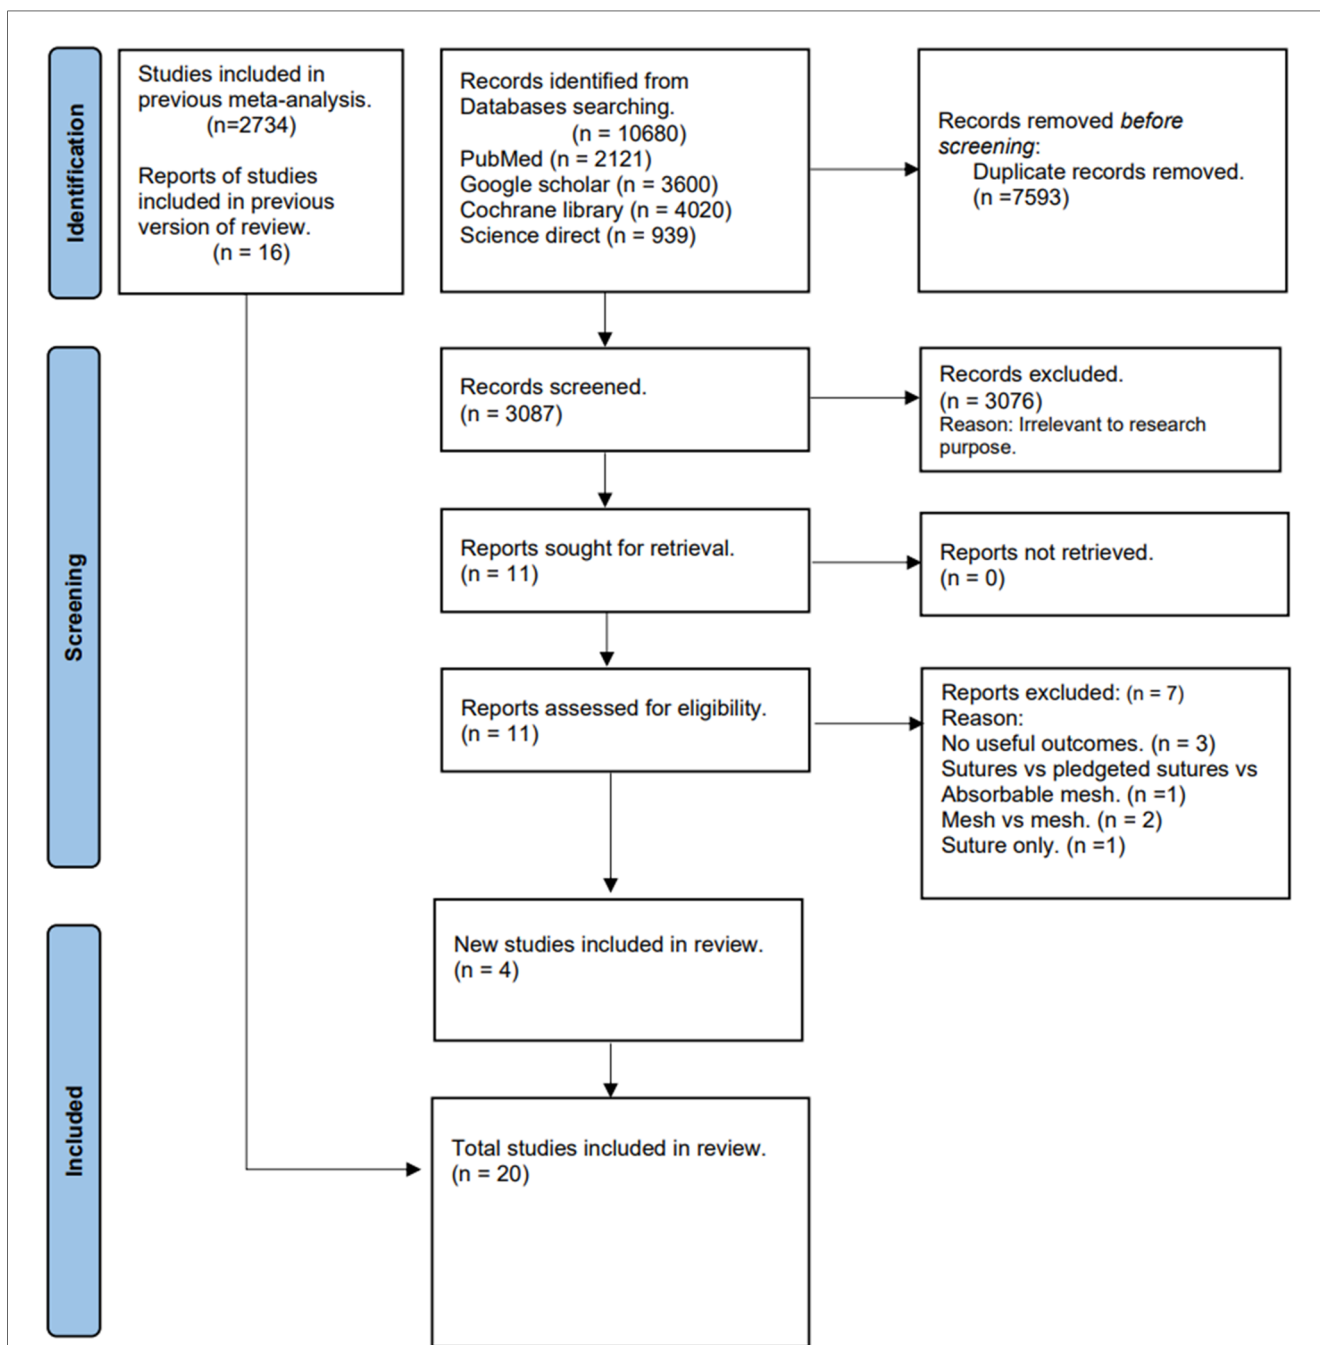 Identification
Studies included in
previous meta-analysis.
(n=2734)
Reports of studies
included in previous
version of review.
(n = 16)
Records identified from
Databases searching.
(n = 10680)
PubMed (n = 2121)
Google scholar (n = 3600)
Cochrane library (n = 4020)
Science direct (n = 939)
Records removed before
screening:
Duplicate records removed.
(n =7593)
Screening
Records screened.
(n = 3087)
Records excluded.
(n = 3076)
Reason: Irrelevant to research
purpose.
Reports sought for retrieval.
(n = 11)
Reports not retrieved.
(n = 0)
Reports assessed for eligibility.
(n = 11)
Reports excluded: (n = 7)
Reason:
No useful outcomes. (n = 3)
Sutures vs pledgeted sutures vs
Absorbable mesh. (n =1)
Mesh vs mesh. (n = 2)
Suture only. (n =1)
Included
New studies included in review.
(n = 4)
Total studies included in review.
(n = 20)